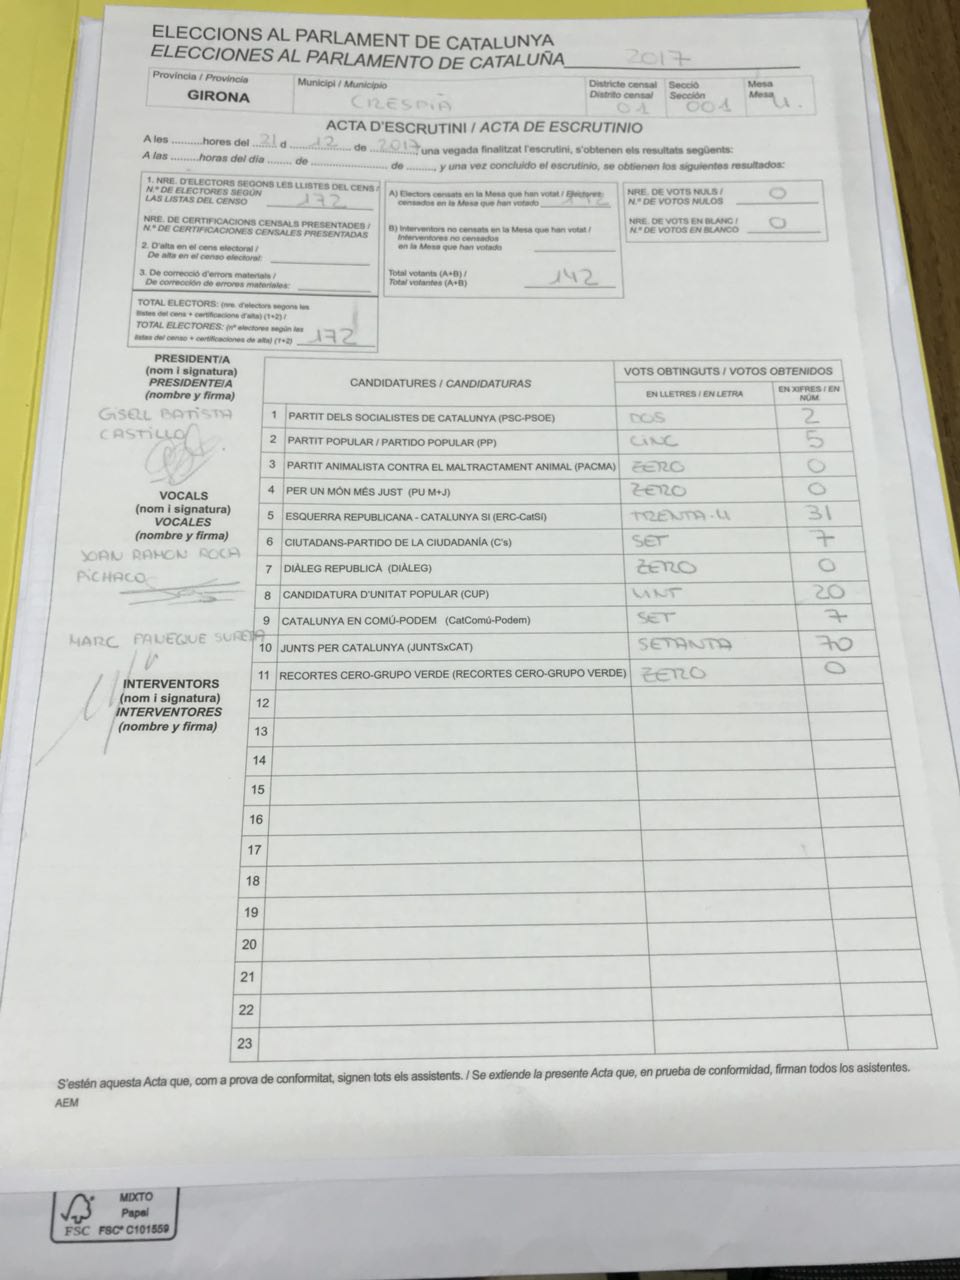 ELECCIONS AL PARLAMENT DE CATALUNYA
ELECCIONES AL PARLAMENTO DE CATALUÑA 2017
Província / Provincia
GIRONA
Municipi / Municipio
CRESPIÀ
Districte censal
Distrito censal
01
Secció
Sección
001
Mesa
Mesa
U.
ACTA D'ESCRUTINI / ACTA DE ESCRUTINIO
A les .........hores del 21 d 12 de 2017, una vegada finalitzat l'escrutini, s'obtenen els resultats següents:
A las .........horas del día ....... de ........................ de ........, y una vez concluido el escrutinio, se obtienen los siguientes resultados:
1. NRE. D'ELECTORS SEGONS LES LLISTES DEL CENS /
N.º DE ELECTORES SEGÚN
LAS LISTAS DEL CENSO 172
NRE. DE CERTIFICACIONS CENSALS PRESENTADES /
N.º DE CERTIFICACIONES CENSALES PRESENTADAS
2. D'alta en el cens electoral /
De alta en el censo electoral:
3. De correcció d'errors materials /
De corrección de errores materiales:
TOTAL ELECTORS: (nre. d'electors segons les
llistes del cens + certificacions d'alta) (1+2) /
TOTAL ELECTORES: (nº electores según las
listas del censo + certificaciones de alta) (1+2) 172
A) Electors censats en la Mesa que han votat / Electores
censados en la Mesa que han votado 142
B) Interventors no censats en la Mesa que han votat /
Interventores no censados
en la Mesa que han votado
Total votants (A+B) /
Total votantes (A+B) 142
NRE. DE VOTS NULS /
N.º DE VOTOS NULOS 0
NRE. DE VOTS EN BLANC /
N.º DE VOTOS EN BLANCO 0
PRESIDENT/A
(nom i signatura)
PRESIDENTE/A
(nombre y firma)
GISELL BATISTA
CASTILLO
VOCALS
(nom i signatura)
VOCALES
(nombre y firma)
JOAN RAMON ROCA
PICHACO
MARC PANEQUE SUREDA
INTERVENTORS
(nom i signatura)
INTERVENTORES
(nombre y firma)
CANDIDATURES / CANDIDATURAS
VOTS OBTINGUTS / VOTOS OBTENIDOS
EN LLETRES / EN LETRA
EN XIFRES / EN
NÚM.
1 PARTIT DELS SOCIALISTES DE CATALUNYA (PSC-PSOE) DOS 2
2 PARTIT POPULAR / PARTIDO POPULAR (PP) CINC 5
3 PARTIT ANIMALISTA CONTRA EL MALTRACTAMENT ANIMAL (PACMA) ZERO 0
4 PER UN MÓN MÉS JUST (PU M+J) ZERO 0
5 ESQUERRA REPUBLICANA - CATALUNYA SI (ERC-CatSí) TRENTA-U 31
6 CIUTADANS-PARTIDO DE LA CIUDADANÍA (C's) SET 7
7 DIÀLEG REPUBLICÀ (DIÀLEG) ZERO 0
8 CANDIDATURA D'UNITAT POPULAR (CUP) VINT 20
9 CATALUNYA EN COMÚ-PODEM (CatComú-Podem) SET 7
10 JUNTS PER CATALUNYA (JUNTSxCAT) SETANTA 70
11 RECORTES CERO-GRUPO VERDE (RECORTES CERO-GRUPO VERDE) ZERO 0
12
13
14
15
16
17
18
19
20
21
22
23
S'estén aquesta Acta que, com a prova de conformitat, signen tots els assistents. / Se extiende la presente Acta que, en prueba de conformidad, firman todos los asistentes.
AEM
MIXTO
Papel
FSC FSC® C101559